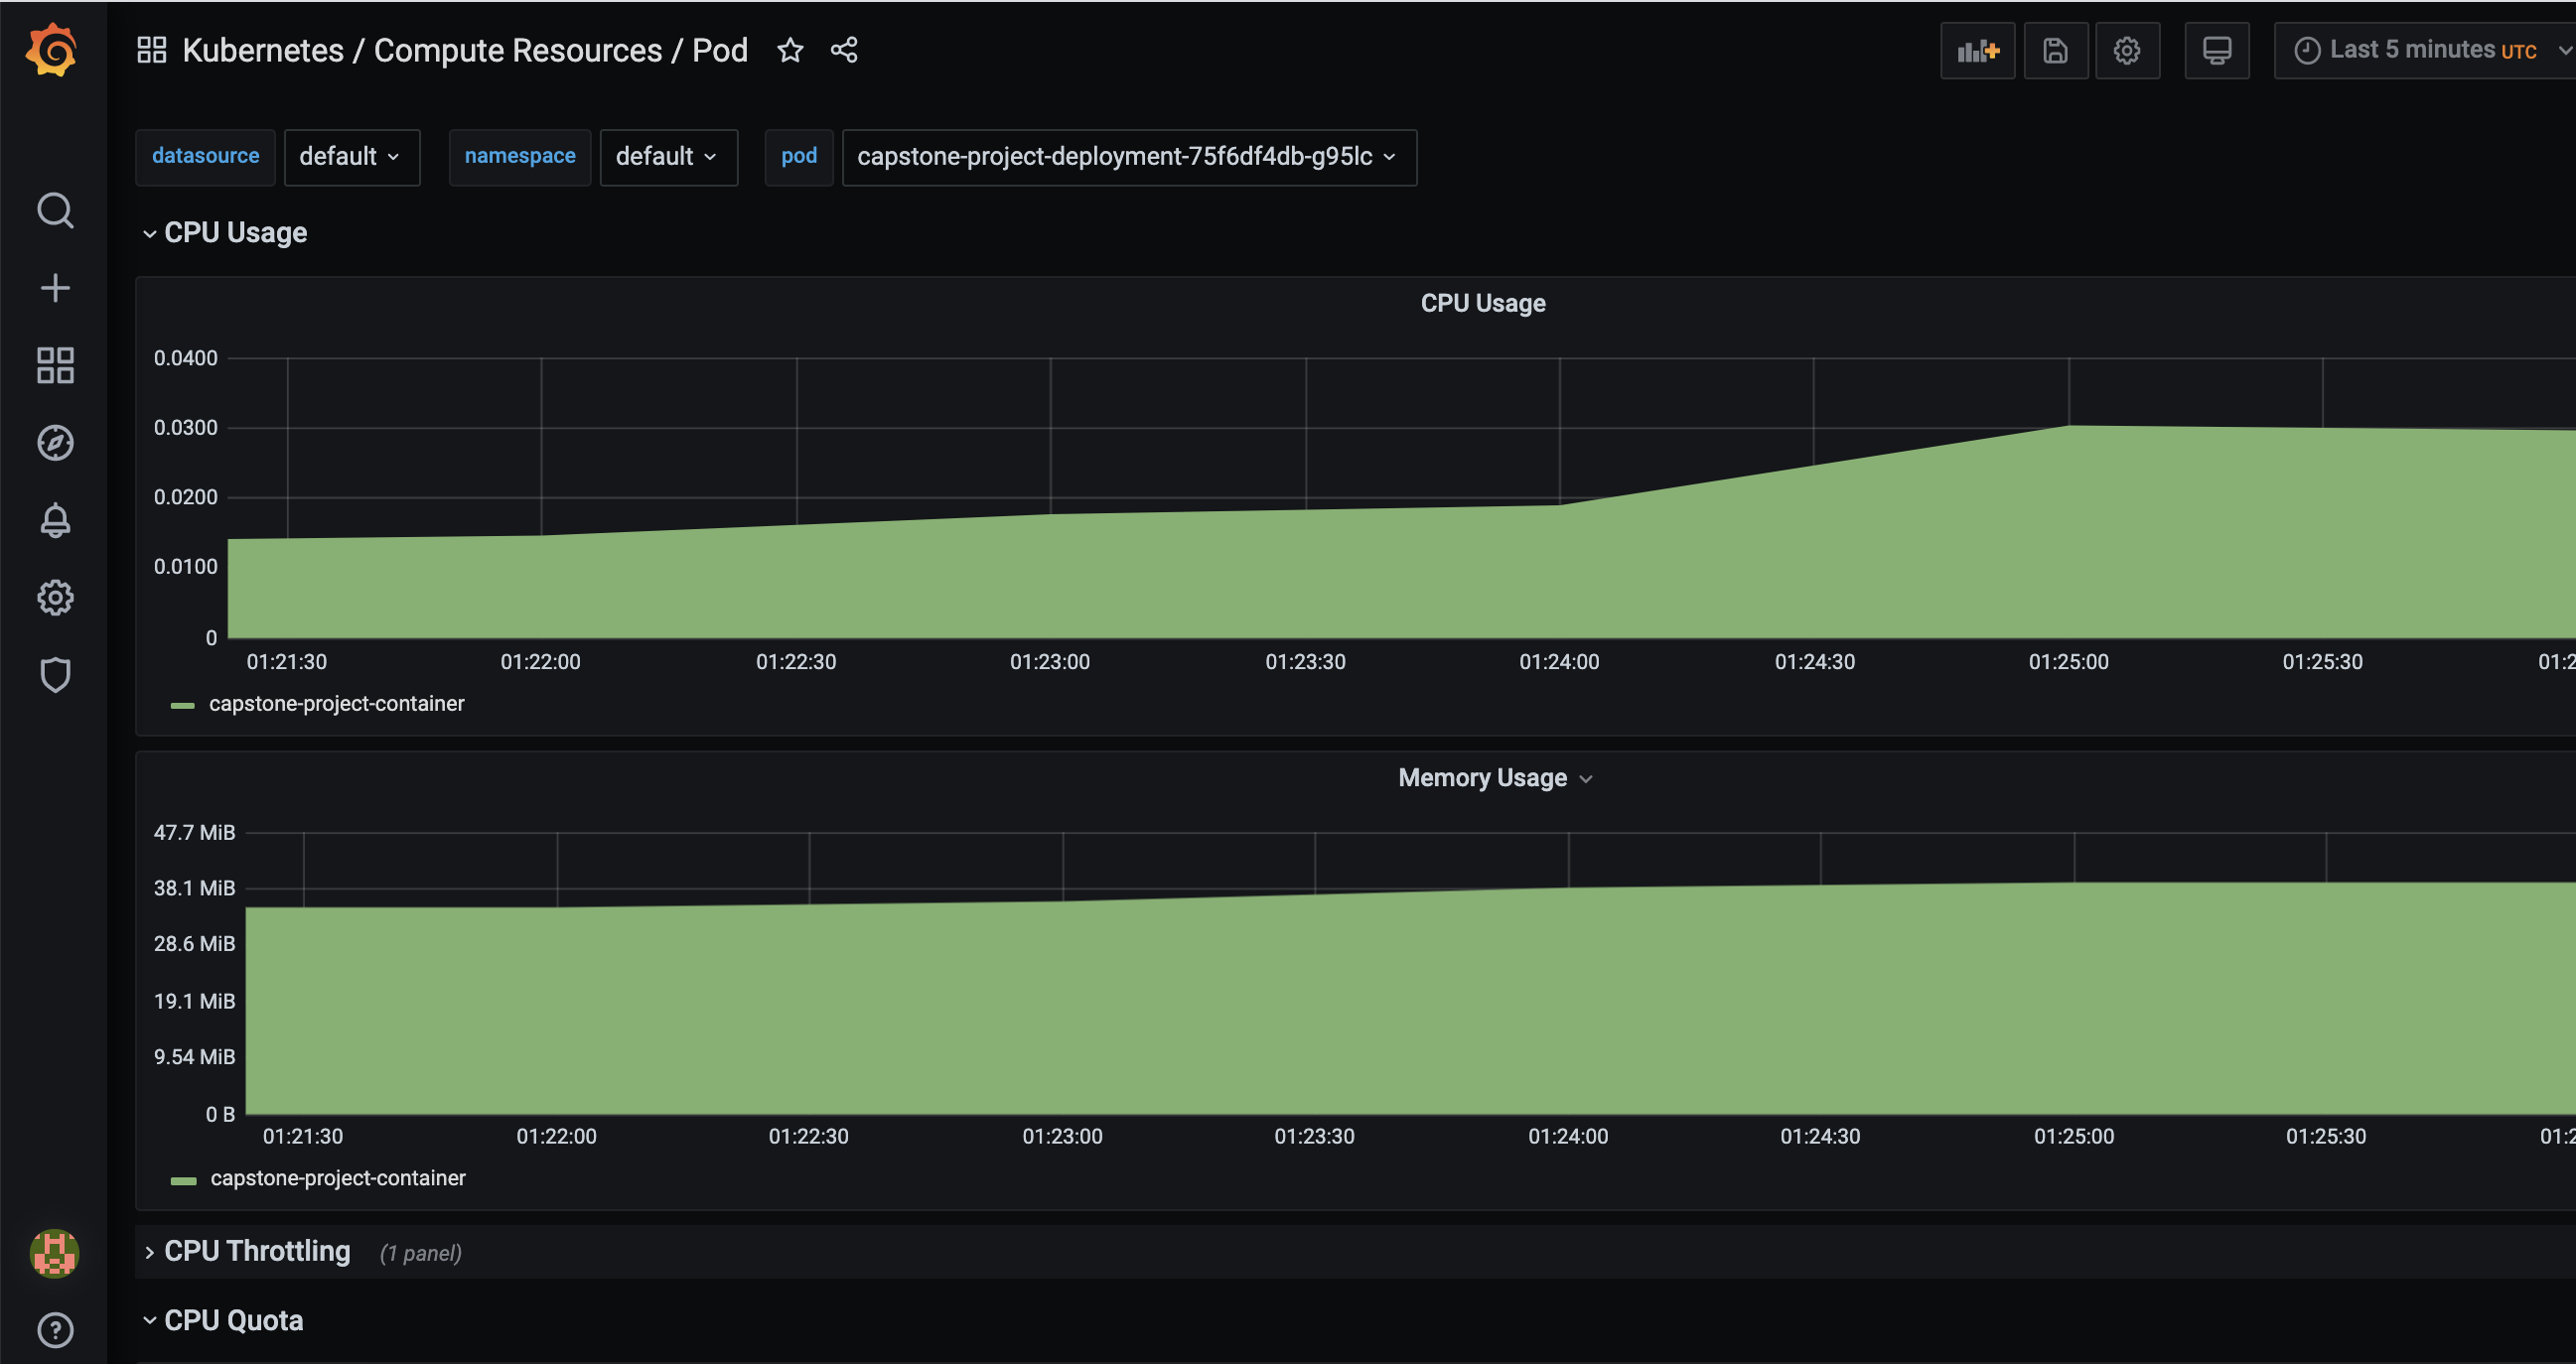 Kubernetes / Compute Resources / Pod
Last 5 minutes UTC
datasource default namespace default pod capstone-project-deployment-75f6df4db-g95lc
CPU Usage
CPU Usage
0.0400
0.0300
0.0200
0.0100
0
01:21:30 01:22:00 01:22:30 01:23:00 01:23:30 01:24:00 01:24:30 01:25:00 01:25:30 01:2
capstone-project-container
Memory Usage
47.7 MiB
38.1 MiB
28.6 MiB
19.1 MiB
9.54 MiB
0 B
01:21:30 01:22:00 01:22:30 01:23:00 01:23:30 01:24:00 01:24:30 01:25:00 01:25:30 01:2
capstone-project-container
CPU Throttling (1 panel)
CPU Quota
?